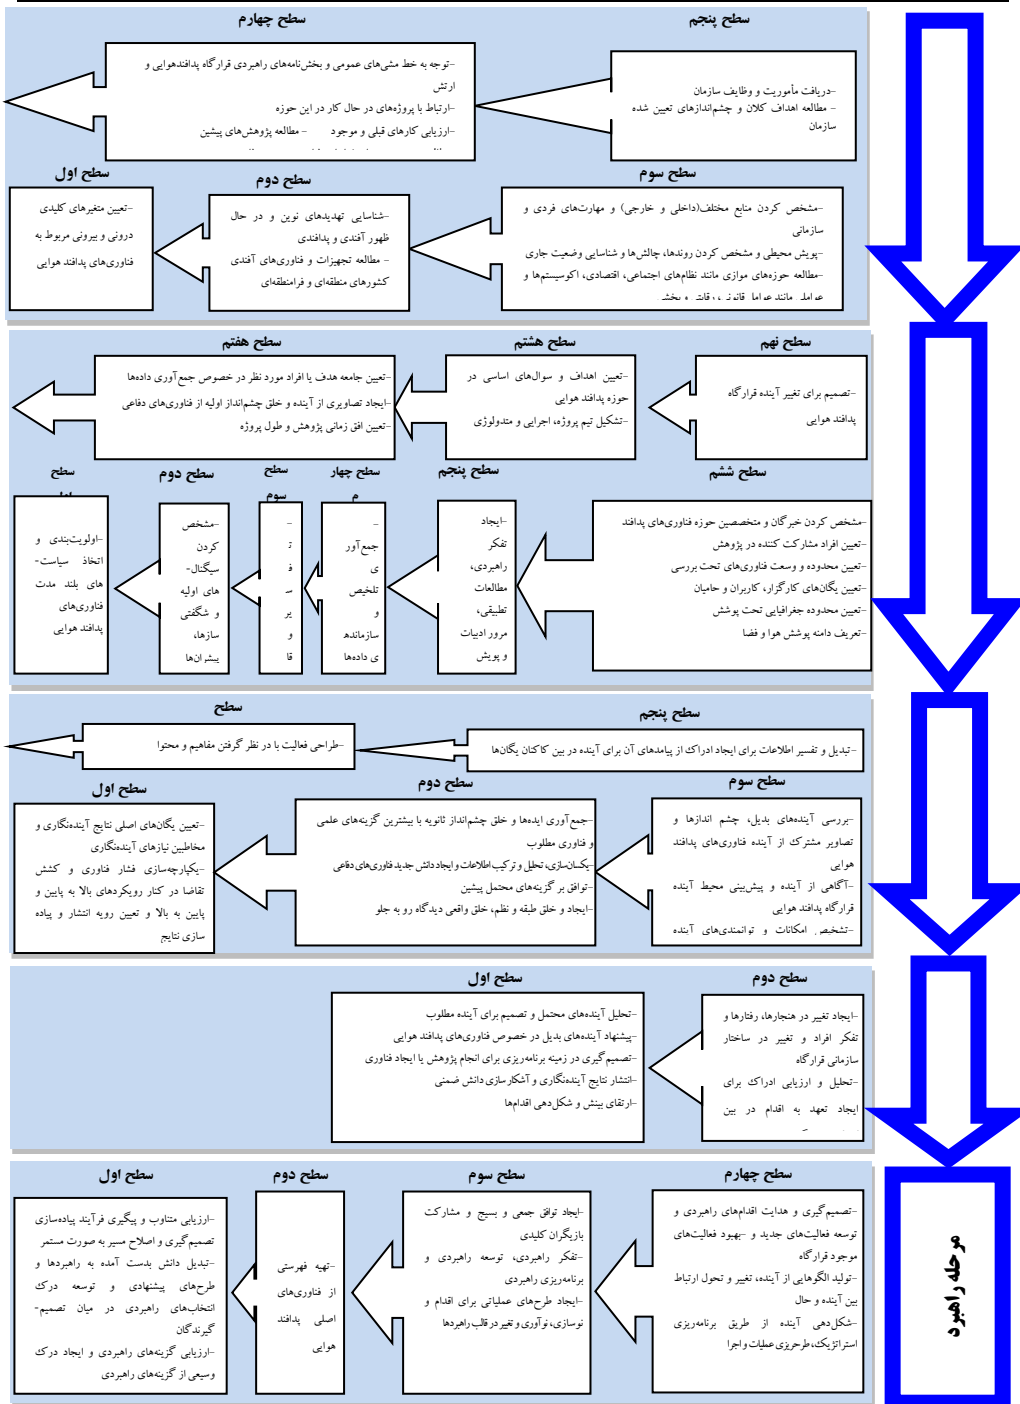 سطح پنجم
-دریافت مأموریت و وظایف سازمان
- مطالعه اهداف کلان و چشم‌اندازهای تعیین شده
سازمان
سطح چهارم
-توجه به خط مشی‌های عمومی و بخش‌نامه‌های راهبردی قرارگاه پدافندهوایی و
ارتش
-ارتباط با پروژه‌های در حال کار در این حوزه
-ارزیابی کارهای قبلی و موجود - مطالعه پژوهش‌های پیشین
سطح سوم
-مشخص کردن منابع مختلف(داخلی و خارجی) و مهارت‌های فردی و
سازمانی
-پویش محیطی و مشخص کردن روندها، چالش‌ها و شناسایی وضعیت جاری
-مطالعه حوزه‌های موازی مانند نظام‌های اجتماعی، اقتصادی، اکوسیستم‌ها و
عواملی مانند عوامل قانونی، رقابتی و بخشی
سطح دوم
-شناسایی تهدیدهای نوین و در حال
ظهور آفندی و پدافندی
- مطالعه تجهیزات و فناوری‌های آفندی
کشورهای منطقه‌ای و فرامنطقه‌ای
سطح اول
-تعیین متغیرهای کلیدی
درونی و بیرونی مربوط به
فناوری‌های پدافند هوایی
سطح نهم
-تصمیم برای تغییر آینده قرارگاه
پدافند هوایی
سطح هشتم
-تعیین اهداف و سوال‌های اساسی در
حوزه پدافند هوایی
-تشکیل تیم پروژه، اجرایی و متدولوژی
سطح هفتم
-تعیین جامعه هدف یا افراد مورد نظر در خصوص جمع آوری داده‌ها
-ایجاد تصاویری از آینده و خلق چشم‌انداز اولیه از فناوری‌های دفاعی
-تعیین افق زمانی پژوهش و طول پروژه
سطح ششم
-مشخص کردن خبرگان و متخصصین حوزه فناوری‌های پدافند
-تعیین افراد مشارکت کننده در پژوهش
-تعیین محدوده و وسعت فناوری‌های تحت بررسی
-تعیین یگان‌های کارگزار، کاربران و حامیان
-تعیین محدوده جغرافیایی تحت پوشش
-تعریف دامنه پوشش هوا و فضا
سطح پنجم
-ایجاد
تفکر
راهبردی،
مطالعات
تطبیقی،
مرور ادبیات
و پویش
سطح چهار
م
-
جمع آور
ی
تلخیص
و
سازمانده
ی داده‌ها
سطح
سوم
-
ت
ف
س
یر
و
قا
سطح دوم
-مشخص
کردن
سیگنال-
های اولیه
و شگفتی
سازها،
پیشران‌ها
سطح
-اولویت‌بندی و
اتخاذ سیاست-
های بلند مدت
فناوری‌های
پدافند هوایی
سطح پنجم
-تبدیل و تفسیر اطلاعات برای ایجاد ادراک از پیامدهای آن برای آینده در بین کاکنان یگان‌ها
سطح
-طراحی فعالیت با در نظر گرفتن مفاهیم و محتوا
سطح سوم
-بررسی آینده‌های بدیل، چشم اندازها و
تصاویر مشترک از آینده فناوری‌های پدافند
هوایی
-آگاهی از آینده و پیش‌بینی محیط آینده
قرارگاه پدافند هوایی
-تشخیص امکانات و توانمندی‌های آینده
سطح دوم
-جمع آوری ایده‌ها و خلق چشم‌انداز ثانویه با بیشترین گزینه‌های علمی
و فناوری مطلوب
-یکسان‌سازی، تحلیل و ترکیب اطلاعات و ایجاد دانش جدید فناوری‌های دفاعی
-توافق بر گزینه‌های محتمل پیشین
-ایجاد و خلق طبقه و نظم، خلق واقعی دیدگاه رو به جلو
سطح اول
-تعیین یگان‌های اصلی نتایج آینده‌نگاری و
مخاطبین نیازهای آینده‌نگاری
-یکپارچه‌سازی فشار فناوری و کشش
تقاضا در کنار رویکردهای بالا به پایین و
پایین به بالا و تعیین رویه انتشار و پیاده
سازی نتایج
سطح دوم
-ایجاد تغییر در هنجارها، رفتارها و
تفکر افراد و تغییر در ساختار
سازمانی قرارگاه
-تحلیل و ارزیابی ادراک برای
ایجاد تعهد به اقدام در بین
سطح اول
-تحلیل آینده‌های محتمل و تصمیم برای آینده مطلوب
-پیشنهاد آینده‌های بدیل در خصوص فناوری‌های پدافند هوایی
-تصمیم‌گیری در زمینه برنامه‌ریزی برای انجام پژوهش یا ایجاد فناوری
-انتشار نتایج آینده‌نگاری و آشکارسازی دانش ضمنی
-ارتقای بینش و شکل‌دهی اقدام‌ها
مرحله راهبرد
سطح چهارم
-تصمیم‌گیری و هدایت اقدام‌های راهبردی و
توسعه فعالیت‌های جدید و -بهبود فعالیت‌های
موجود قرارگاه
-تولید الگوهایی از آینده، تغییر و تحول ارتباط
بین آینده و حال
-شکل‌دهی آینده از طریق برنامه‌ریزی
استراتژیک، طرحریزی عملیات و اجرا
سطح سوم
-ایجاد توافق جمعی و بسیج و مشارکت
بازیگران کلیدی
-تفکر راهبردی، توسعه راهبردی و
برنامه‌ریزی راهبردی
-ایجاد طرح‌های عملیاتی برای اقدام و
نوسازی، نوآوری و تغییر در قالب راهبردها
سطح دوم
-تهیه فهرستی
از فناوری‌های
اصلی پدافند
هوایی
سطح اول
-ارزیابی متناوب و پیگیری فرآیند پیاده‌سازی
تصمیم‌گیری و اصلاح مسیر به صورت مستمر
-تبدیل دانش بدست آمده به راهبردها و
طرح‌های پیشنهادی و توسعه درک
انتخاب‌های راهبردی در میان تصمیم-
گیرندگان
-ارزیابی گزینه‌های راهبردی و ایجاد درک
وسیعی از گزینه‌های راهبردی